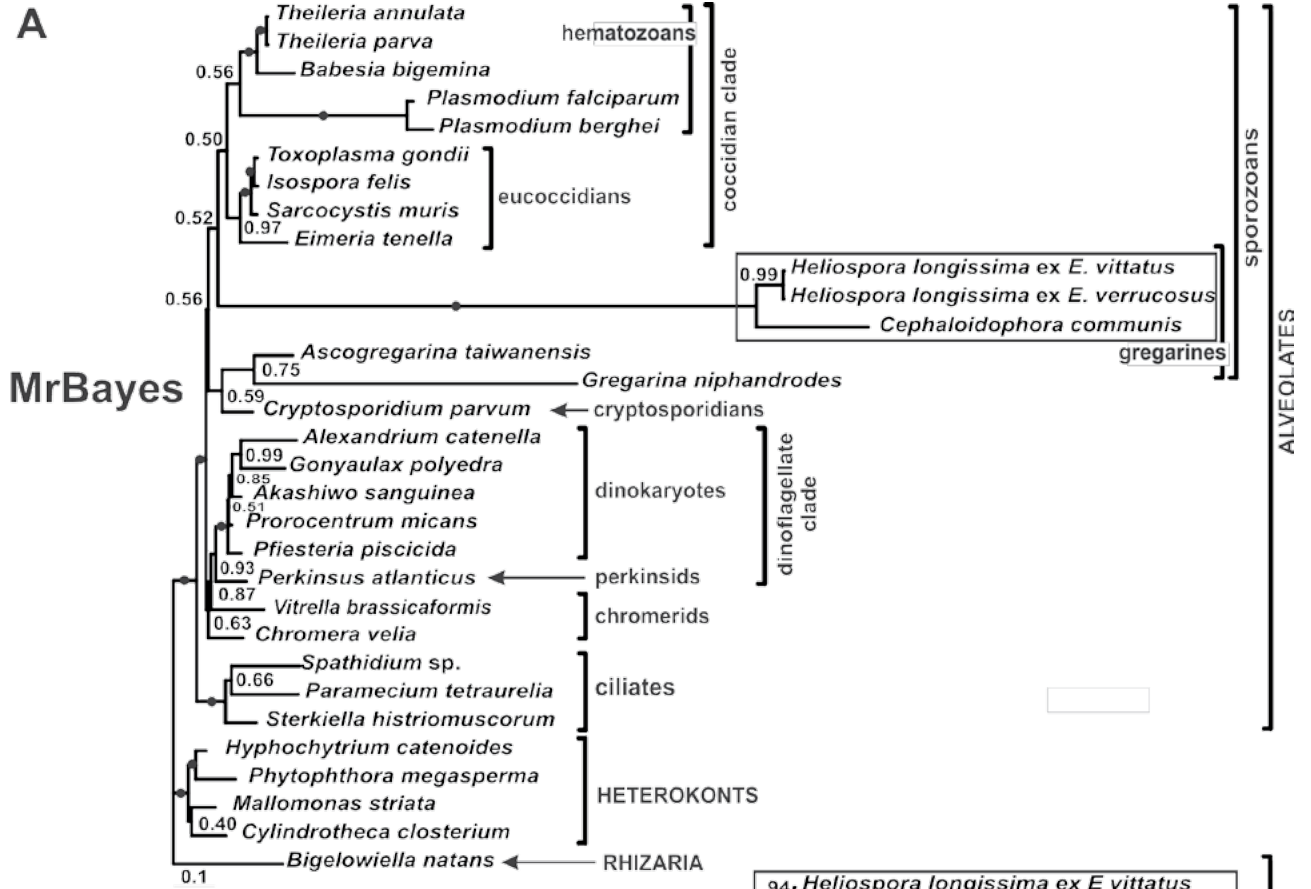 A
Theileria annulata
Theileria parva
hematozoans
Babesia bigemina
0.56
Plasmodium falciparum
Plasmodium berghei
coccidian clade
0.50
Toxoplasma gondii
Isospora felis
eucoccidians
Sarcocystis muris
0.52
0.97
Eimeria tenella
sporozoans
0.99
Heliospora longissima ex E. vittatus
0.56
Heliospora longissima ex E. verrucosus
Cephaloidophora communis
gregarines
ALVEOLATES
Ascogregarina taiwanensis
0.75
MrBayes
Gregarina niphandrodes
0.59
Cryptosporidium parvum
cryptosporidians
Alexandrium catenella
0.99
Gonyaulax polyedra
0.85
Akashiwo sanguinea
dinokaryotes
0.51
Prorocentrum micans
dinoflagellate
clade
Pfiesteria piscicida
0.93
Perkinsus atlanticus
perkinsids
0.87
Vitrella brassicaformis
chromerids
0.63
Chromera velia
Spathidium sp.
0.66
Paramecium tetraurelia
ciliates
Sterkiella histriomuscorum
Hyphochytrium catenoides
Phytophthora megasperma
HETEROKONTS
Mallomonas striata
0.40
Cylindrotheca closterium
Bigelowiella natans
RHIZARIA
0.1
94
Heliospora longissima ex E vittatus